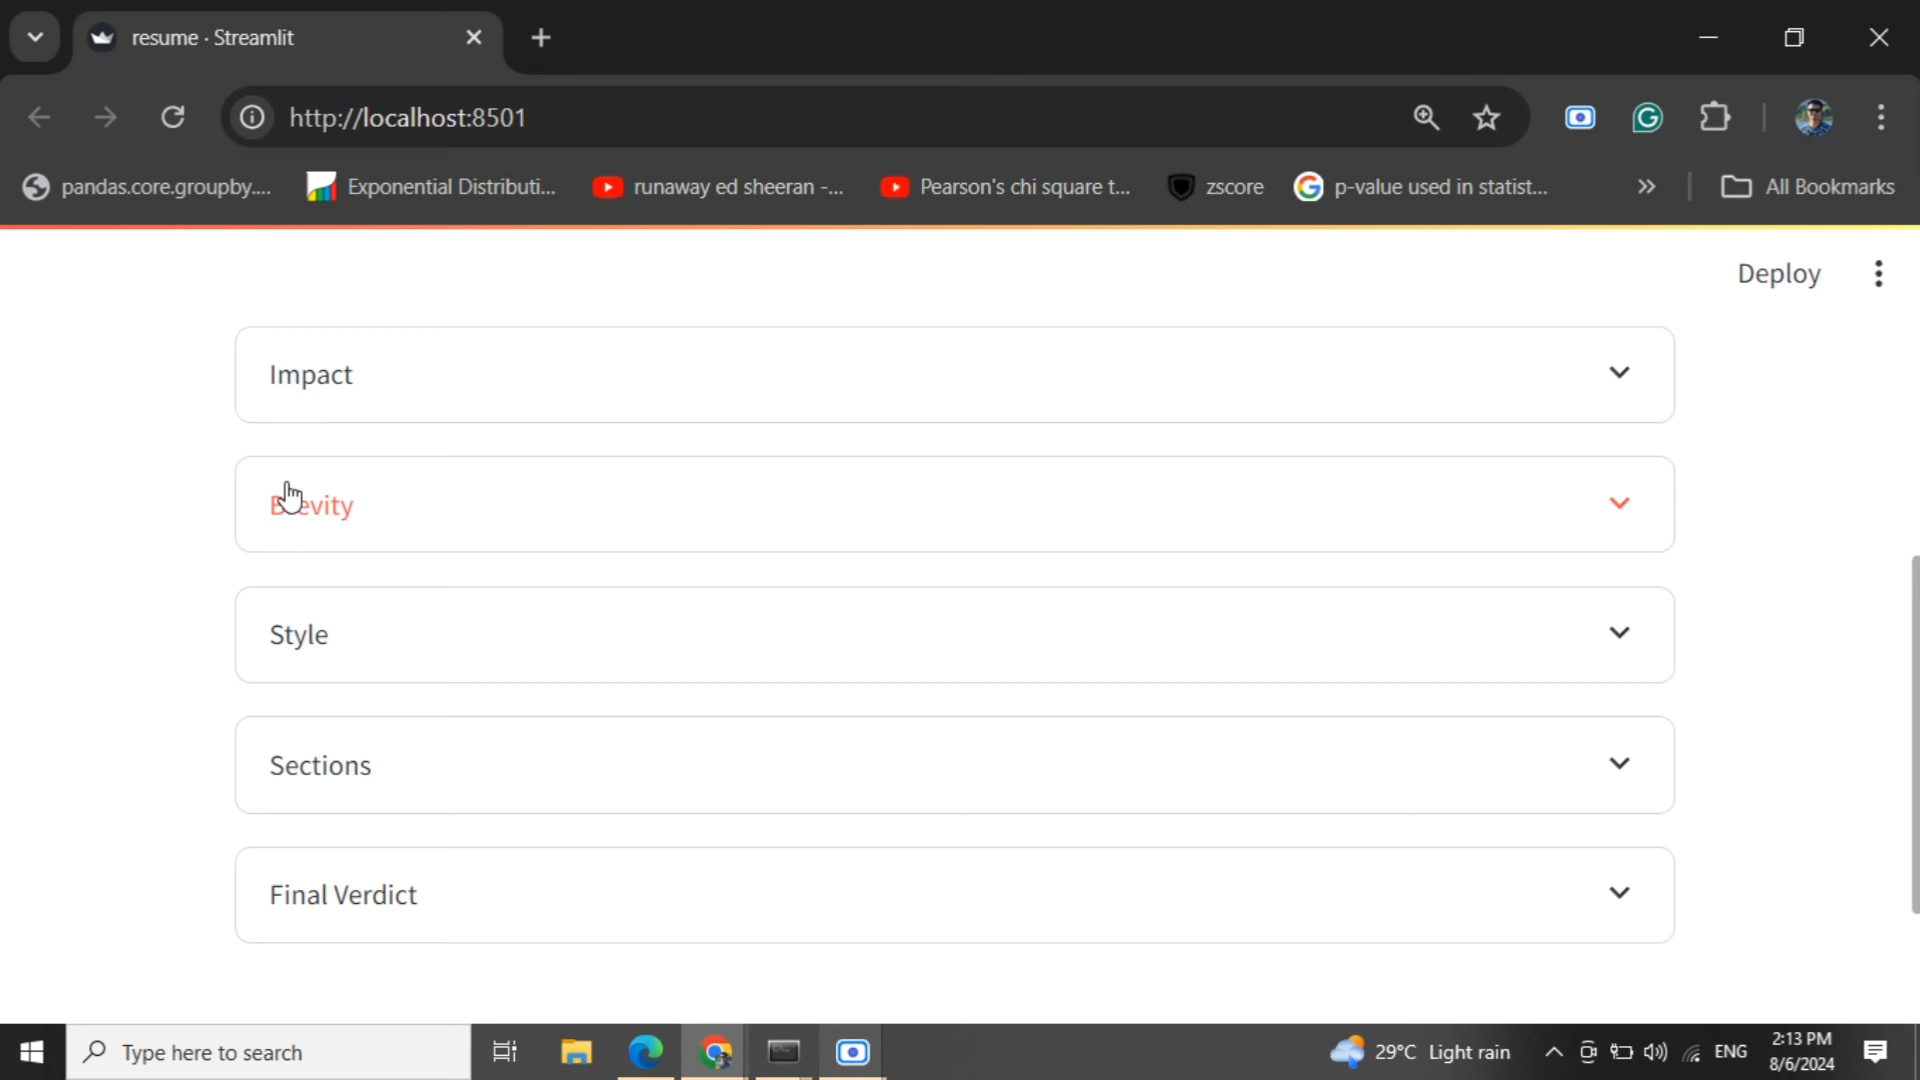 resume · Streamlit
http://localhost:8501
pandas.core.groupby.... Exponential Distributi... runaway ed sheeran -... Pearson's chi square t... zscore p-value used in statist... All Bookmarks
Deploy
Impact
Brevity
Style
Sections
Final Verdict
Type here to search 29°C Light rain ENG 2:13 PM
8/6/2024